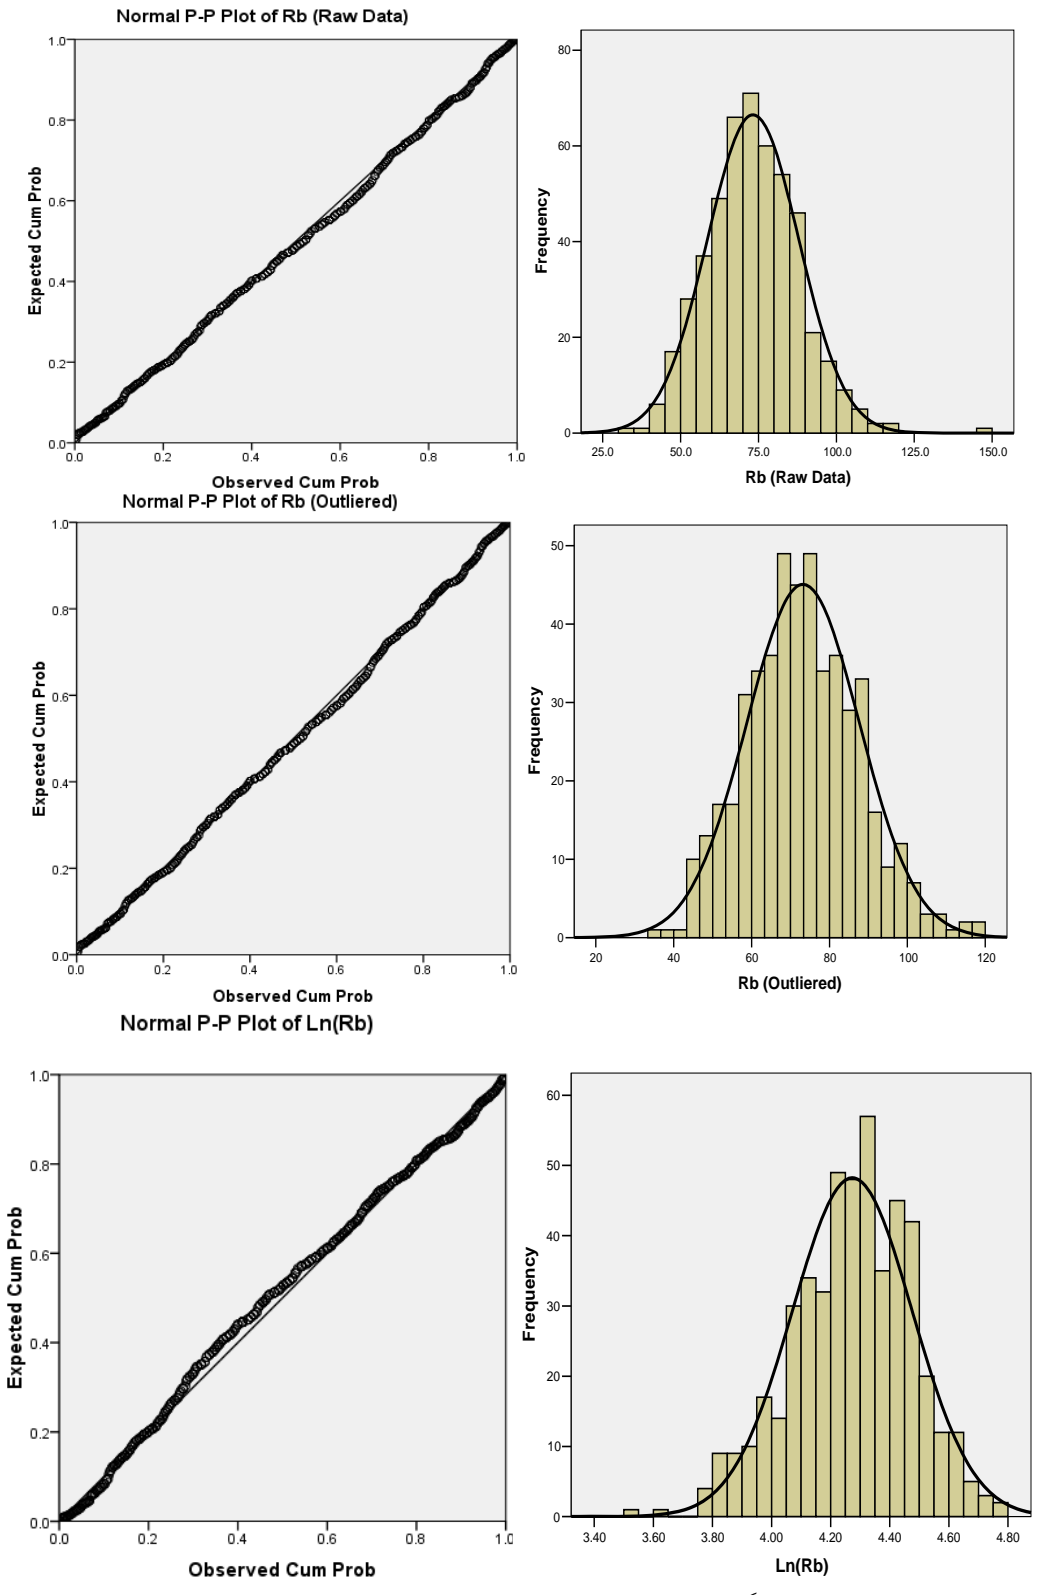 Normal P-P Plot of Rb (Raw Data)
1.0
0.8
0.6
0.4
0.2
0.0
Expected Cum Prob
0.0 0.2 0.4 0.6 0.8 1.0
Observed Cum Prob
80
60
40
20
0
Frequency
25.0 50.0 75.0 100.0 125.0 150.0
Rb (Raw Data)
Normal P-P Plot of Rb (Outliered)
1.0
0.8
0.6
0.4
0.2
0.0
Expected Cum Prob
0.0 0.2 0.4 0.6 0.8 1.0
Observed Cum Prob
50
40
30
20
10
0
Frequency
20 40 60 80 100 120
Rb (Outliered)
Normal P-P Plot of Ln(Rb)
1.0
0.8
0.6
0.4
0.2
0.0
Expected Cum Prob
0.0 0.2 0.4 0.6 0.8 1.0
Observed Cum Prob
60
50
40
30
20
10
0
Frequency
3.40 3.60 3.80 4.00 4.20 4.40 4.60 4.80
Ln(Rb)